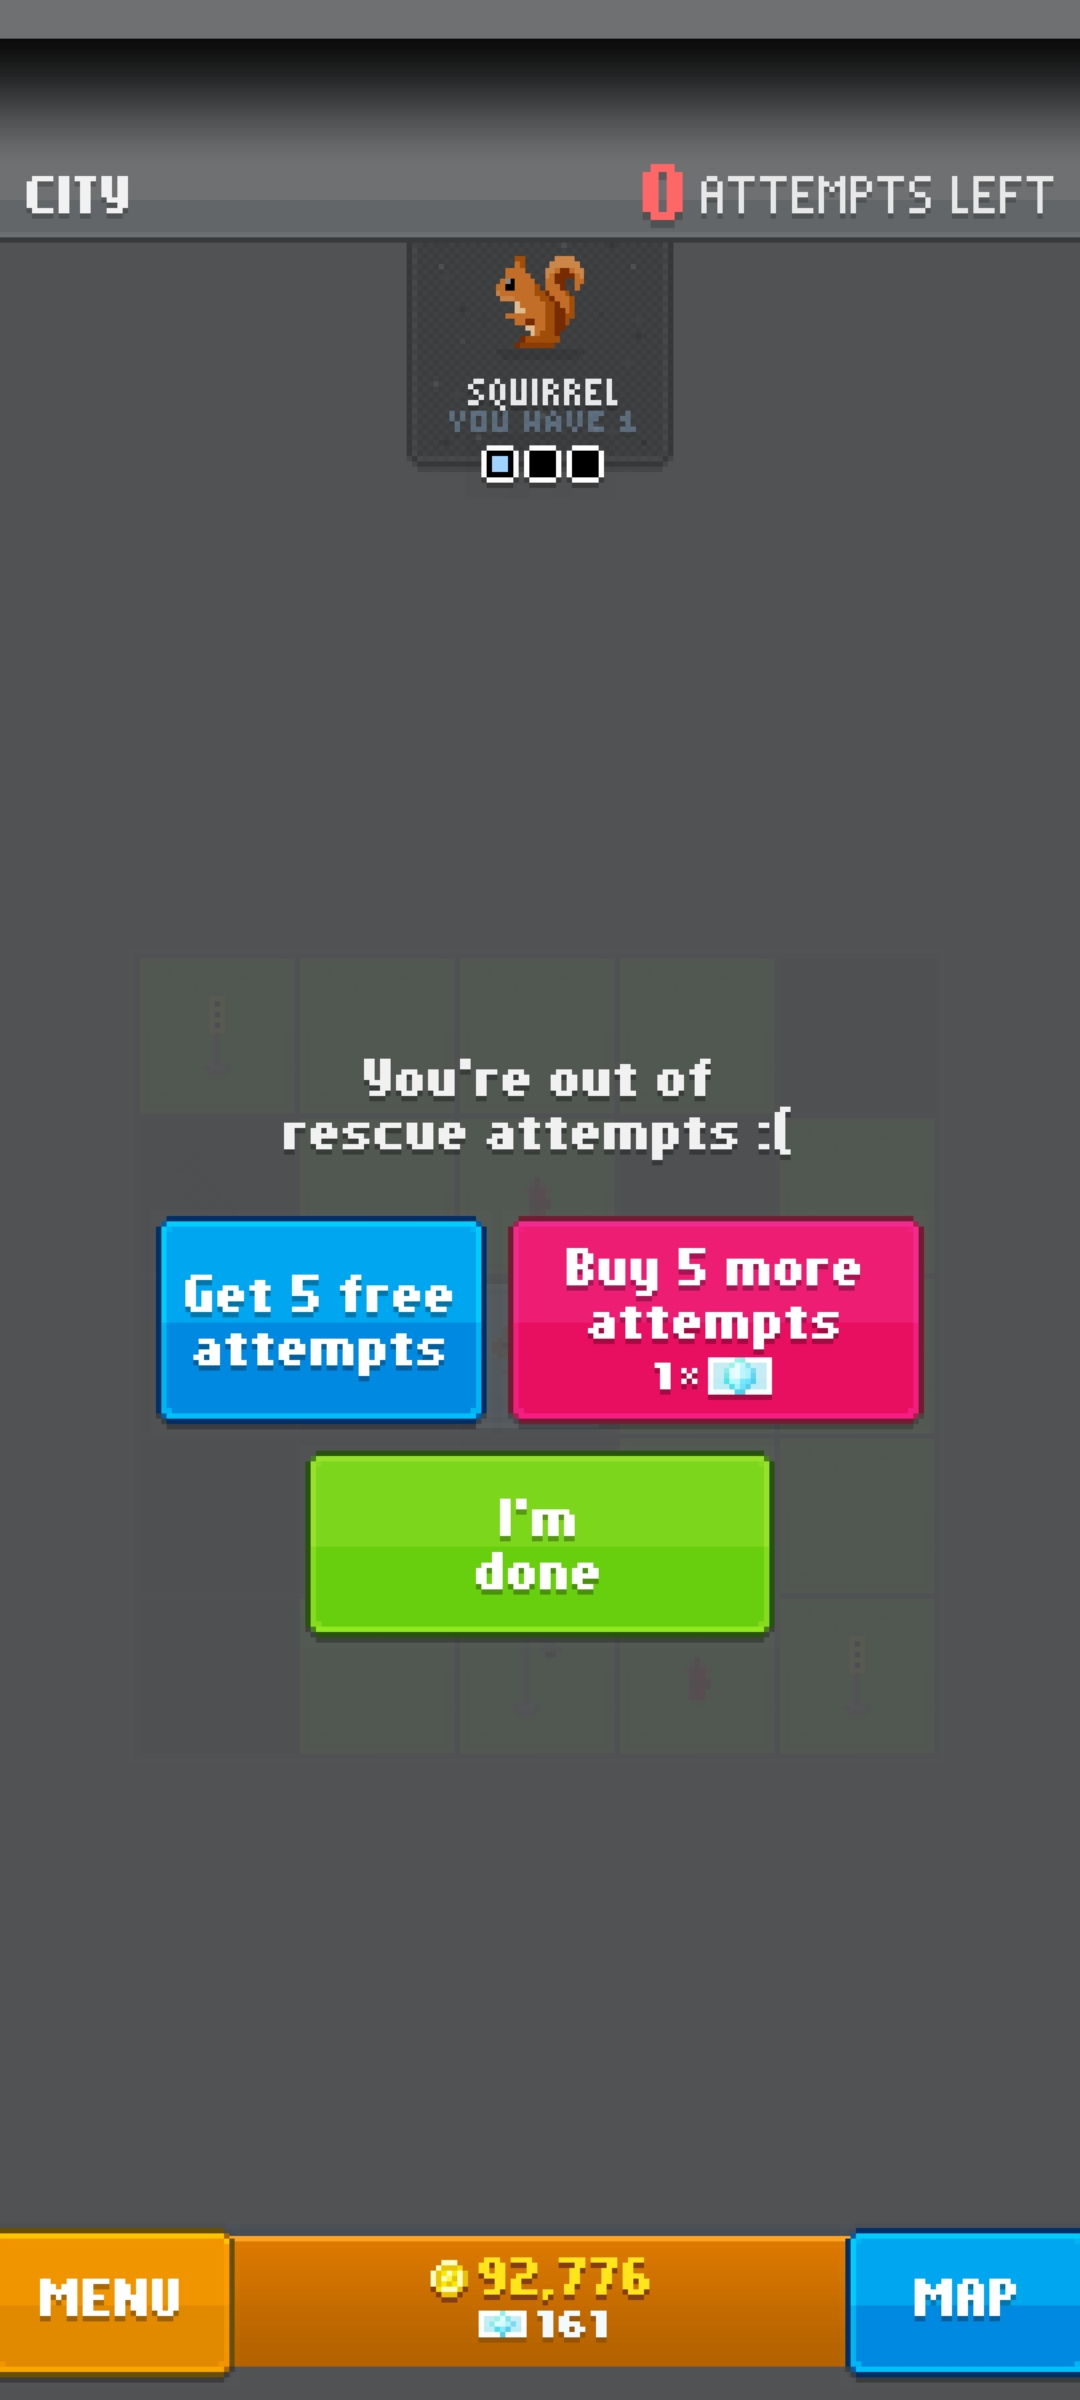 CITY
0 ATTEMPTS LEFT
SQUIRREL
YOU HAVE 1
You're out of
rescue attempts :(
Get 5 free
attempts
Buy 5 more
attempts
1×
I'm
done
MENU
92,776
161
MAP